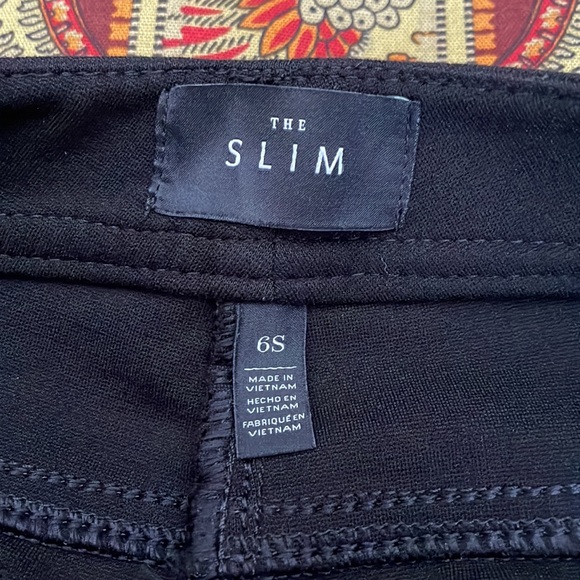 THE
SLIM
6S
MADE IN
VIETNAM
HECHO EN
VIETNAM
FABRIQUÉ EN
VIETNAM